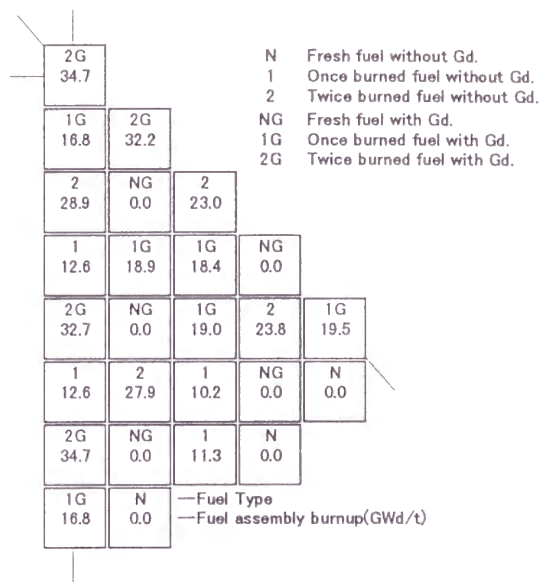 2G
34.7
N Fresh fuel without Gd.
1 Once burned fuel without Gd.
2 Twice burned fuel without Gd.
NG Fresh fuel with Gd.
1G Once burned fuel with Gd.
2G Twice burned fuel with Gd.
1G 2G
16.8 32.2
2 NG 2
28.9 0.0 23.0
1 1G 1G NG
12.6 18.9 18.4 0.0
2G NG 1G 2 1G
32.7 0.0 19.0 23.8 19.5
1 2 1 NG N
12.6 27.9 10.2 0.0 0.0
2G NG 1 N
34.7 0.0 11.3 0.0
1G N —Fuel Type
16.8 0.0 —Fuel assembly burnup(GWd/t)